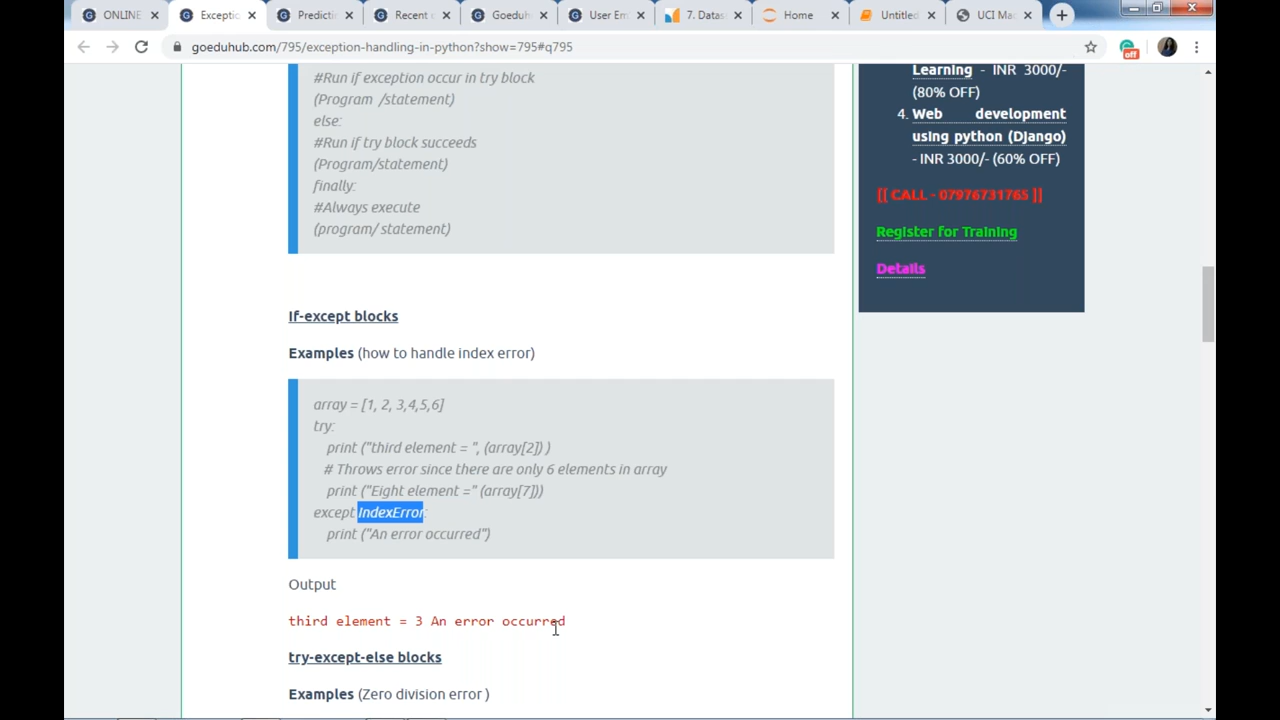 ONLINE
Exceptio
Predictin
Recent
Goeduh
User Em
7. Datas
Home
Untitled
UCI Ma
goeduhub.com/795/exception-handling-in-python?show=795#q795
off
#Run if exception occur in try block
(Program /statement)
else:
#Run if try block succeeds
(Program/statement)
finally:
#Always execute
(program/ statement)
If-except blocks
Examples (how to handle index error)
array = [1, 2, 3,4,5,6]
try:
print ("third element = ", (array[2]) )
# Throws error since there are only 6 elements in array
print ("Eight element =" (array[7]))
except IndexError:
print ("An error occurred")
Output
third element = 3 An error occurred
try-except-else blocks
Examples (Zero division error )
Learning - INR 3000/-
(80% OFF)
4. Web development
using python (Django)
- INR 3000/- (60% OFF)
[[ CALL - 07976731765 ]]
Register for Training
Details